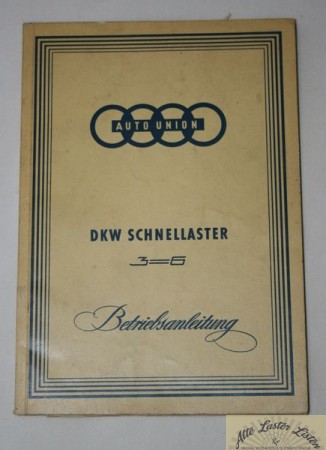 AUTO UNION
DKW SCHNELLASTER
3=6
Betriebsanleitung
Alte Laster Listen